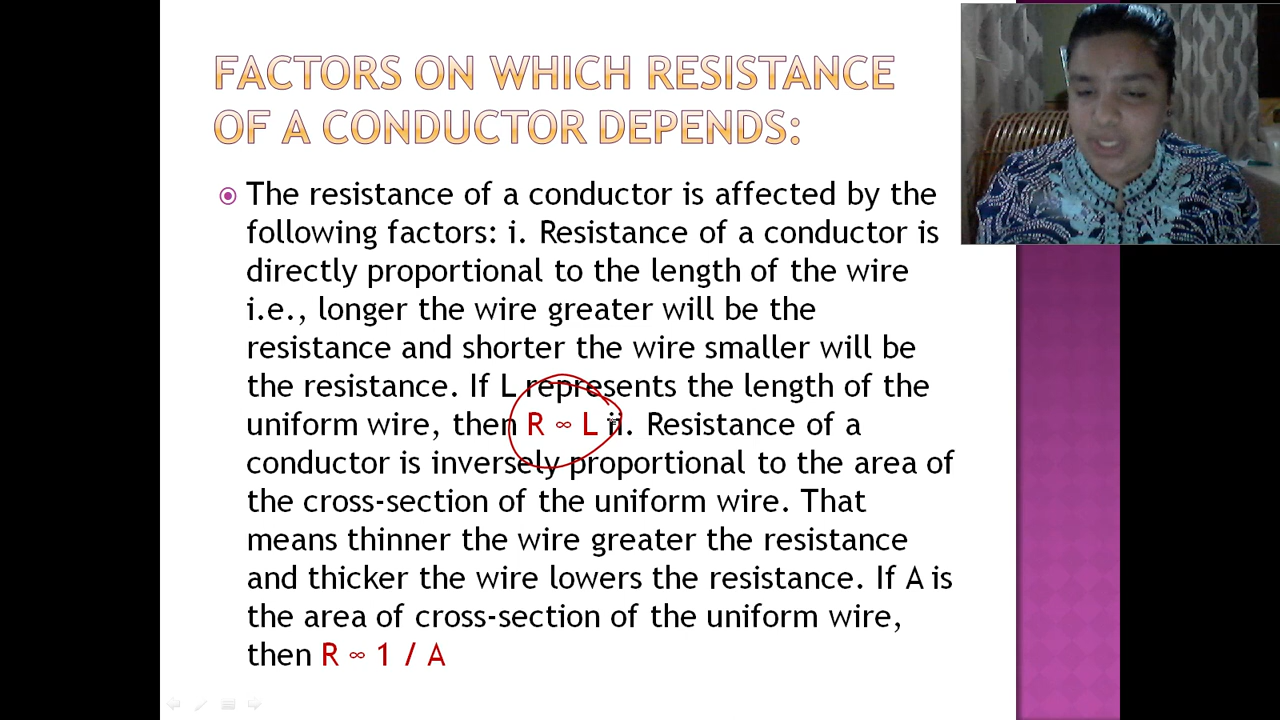 FACTORS ON WHICH RESISTANCE
OF A CONDUCTOR DEPENDS:
The resistance of a conductor is affected by the
following factors: i. Resistance of a conductor is
directly proportional to the length of the wire
i.e., longer the wire greater will be the
resistance and shorter the wire smaller will be
the resistance. If L represents the length of the
uniform wire, then R ∞ L ii. Resistance of a
conductor is inversely proportional to the area of
the cross-section of the uniform wire. That
means thinner the wire greater the resistance
and thicker the wire lowers the resistance. If A is
the area of cross-section of the uniform wire,
then R ∞ 1 / A